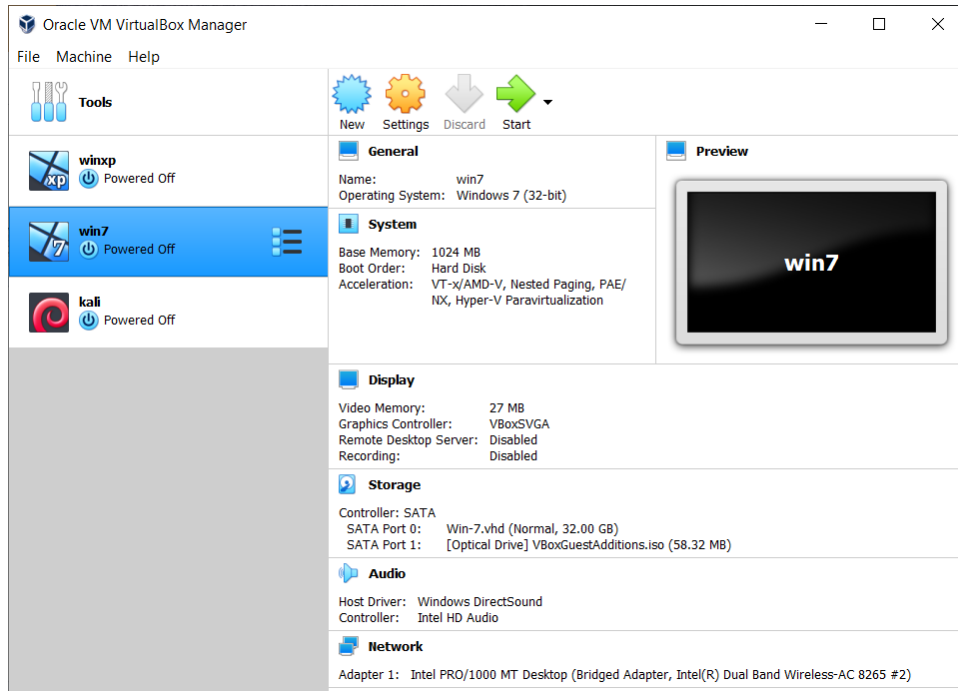 Oracle VM VirtualBox Manager
File Machine Help
Tools
New Settings Discard Start
winxp
Powered Off
win7
Powered Off
kali
Powered Off
General
Name: win7
Operating System: Windows 7 (32-bit)
Preview
win7
System
Base Memory: 1024 MB
Boot Order: Hard Disk
Acceleration: VT-x/AMD-V, Nested Paging, PAE/
NX, Hyper-V Paravirtualization
Display
Video Memory: 27 MB
Graphics Controller: VBoxSVGA
Remote Desktop Server: Disabled
Recording: Disabled
Storage
Controller: SATA
SATA Port 0: Win-7.vhd (Normal, 32.00 GB)
SATA Port 1: [Optical Drive] VBoxGuestAdditions.iso (58.32 MB)
Audio
Host Driver: Windows DirectSound
Controller: Intel HD Audio
Network
Adapter 1: Intel PRO/1000 MT Desktop (Bridged Adapter, Intel(R) Dual Band Wireless-AC 8265 #2)